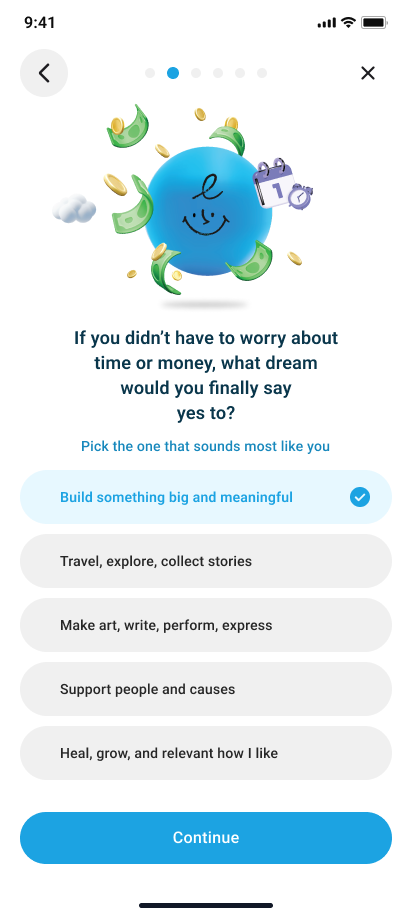 9:41
1
If you didn't have to worry about
time or money, what dream
would you finally say
yes to?
Pick the one that sounds most like you
Build something big and meaningful
Travel, explore, collect stories
Make art, write, perform, express
Support people and causes
Heal, grow, and relevant how I like
Continue